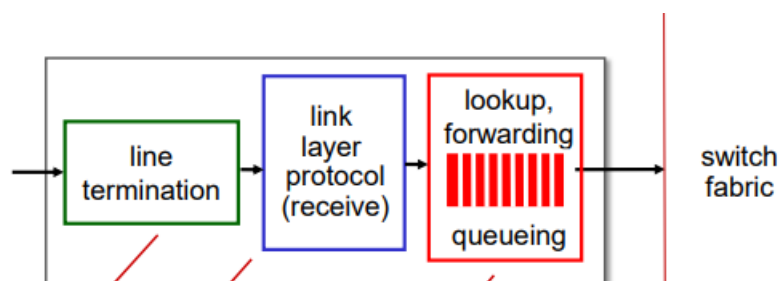 line
termination
link
layer
protocol
(receive)
lookup,
forwarding
queueing
switch
fabric